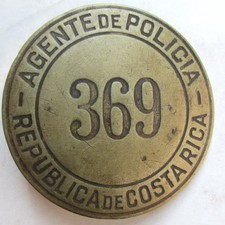 AGENTE DE POLICIA
369
REPUBLICA DE COSTA RICA